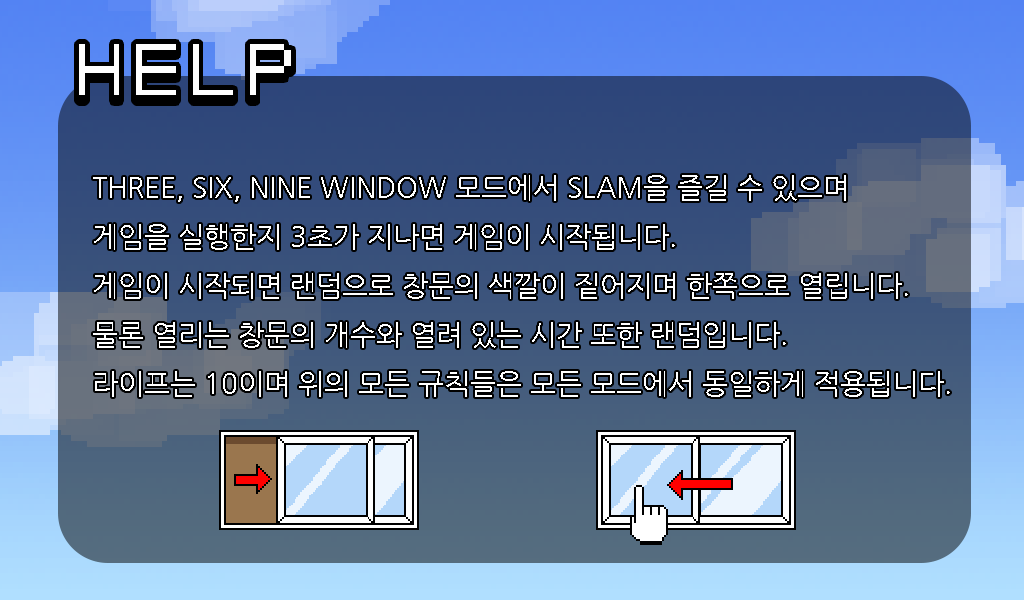 HELP
THREE, SIX, NINE WINDOW 모드에서 SLAM을 즐길 수 있으며
게임을 실행한지 3초가 지나면 게임이 시작됩니다.
게임이 시작되면 랜덤으로 창문의 색깔이 짙어지며 한쪽으로 열립니다.
물론 열리는 창문의 개수와 열려 있는 시간 또한 랜덤입니다.
라이프는 10이며 위의 모든 규칙들은 모든 모드에서 동일하게 적용됩니다.